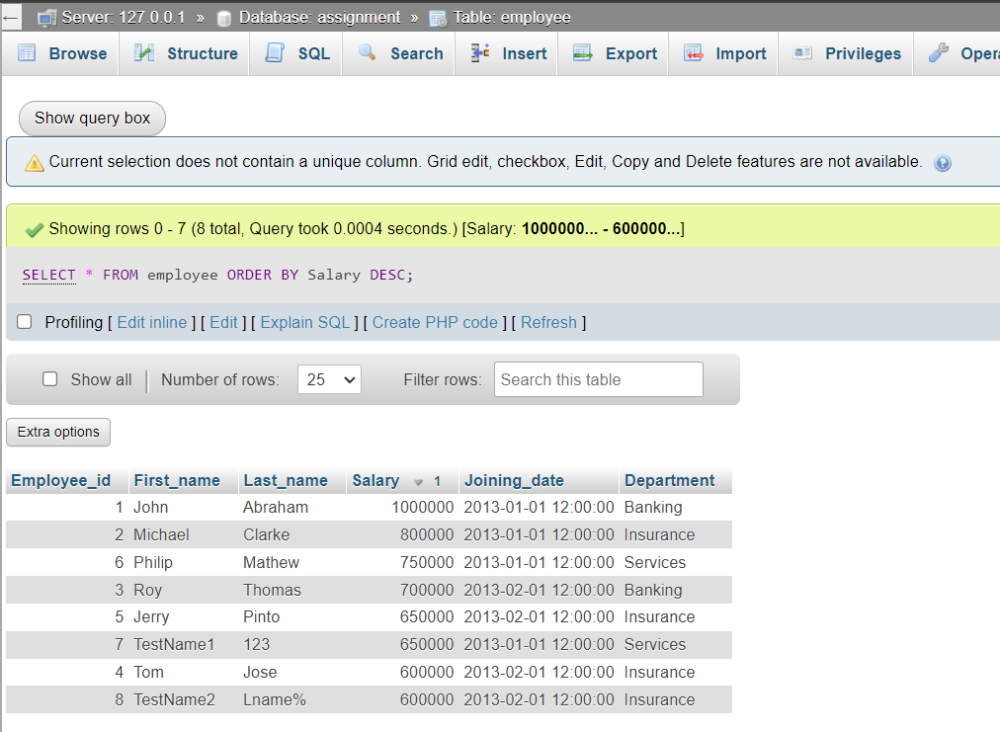 ← Server: 127.0.0.1 » Database: assignment » Table: employee
Browse Structure SQL Search Insert Export Import Privileges Opera
Show query box
Current selection does not contain a unique column. Grid edit, checkbox, Edit, Copy and Delete features are not available.
Showing rows 0 - 7 (8 total, Query took 0.0004 seconds.) [Salary: 1000000... - 600000...]
SELECT * FROM employee ORDER BY Salary DESC;
Profiling [ Edit inline ] [ Edit ] [ Explain SQL ] [ Create PHP code ] [ Refresh ]
Show all | Number of rows: 25 Filter rows: Search this table
Extra options
Employee_id First_name Last_name Salary 1 Joining_date Department
1 John Abraham 1000000 2013-01-01 12:00:00 Banking
2 Michael Clarke 800000 2013-01-01 12:00:00 Insurance
6 Philip Mathew 750000 2013-01-01 12:00:00 Services
3 Roy Thomas 700000 2013-02-01 12:00:00 Banking
5 Jerry Pinto 650000 2013-02-01 12:00:00 Insurance
7 TestName1 123 650000 2013-01-01 12:00:00 Services
4 Tom Jose 600000 2013-02-01 12:00:00 Insurance
8 TestName2 Lname% 600000 2013-02-01 12:00:00 Insurance